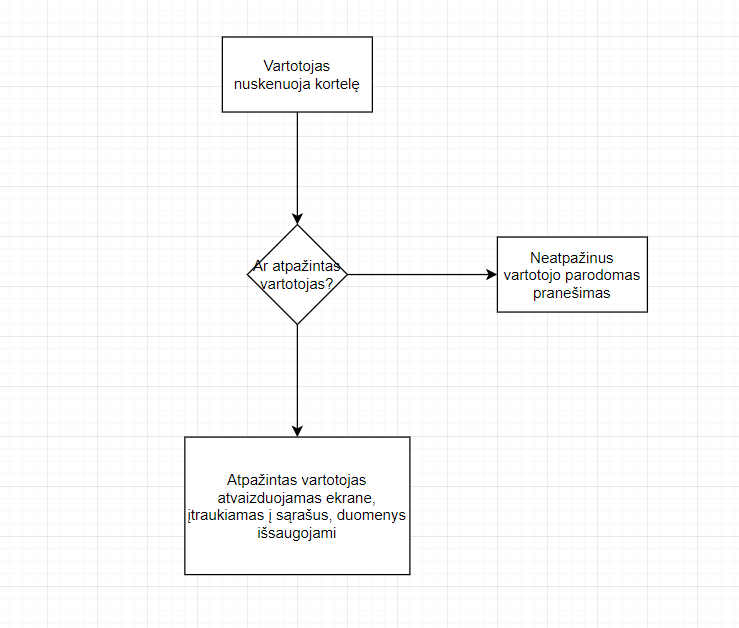 Vartotojas
nuskenuoja kortelę
Ar atpažintas
vartotojas?
Neatpažinus
vartotojo parodomas
pranešimas
Atpažintas vartotojas
atvaizduojamas ekrane,
įtraukiamas į sąrašus, duomenys
išsaugojami